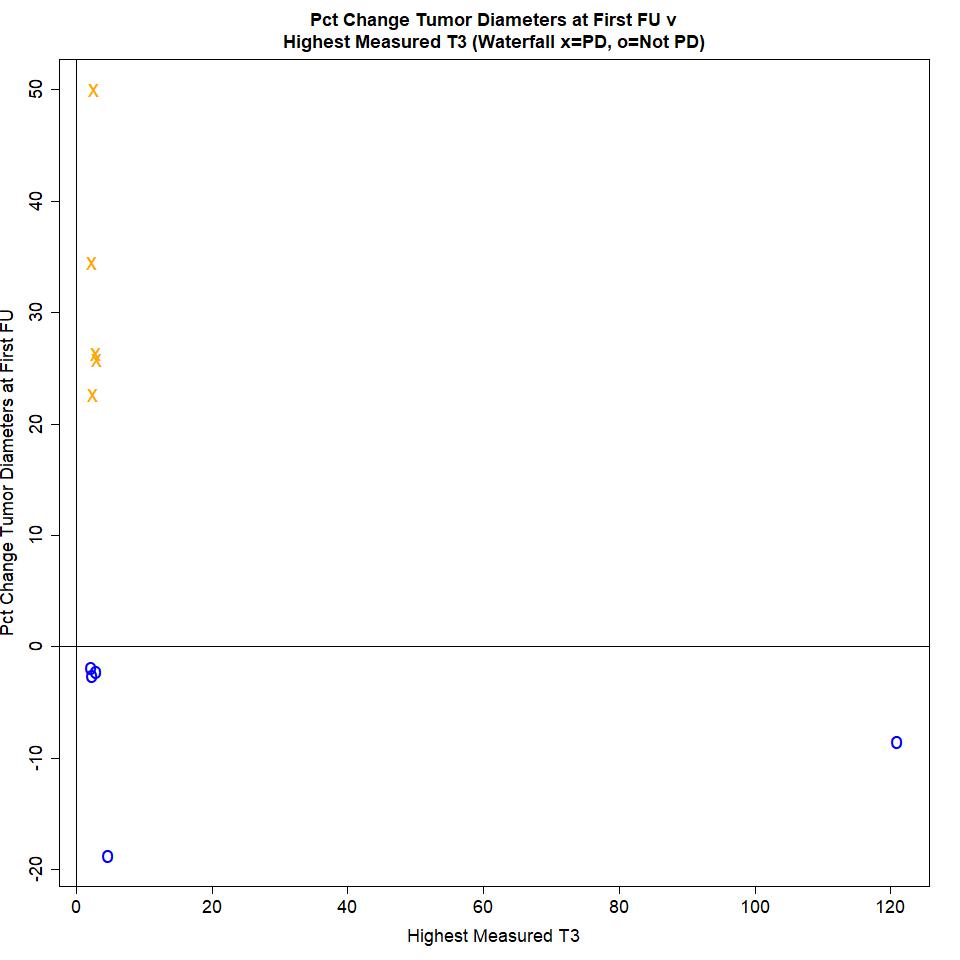 Pct Change Tumor Diameters at First FU v
Highest Measured T3 (Waterfall x=PD, o=Not PD)
Pct Change Tumor Diameters at First FU
50
40
30
20
10
0
-10
-20
X
X
X
X
X
O
O
O
O
O
0 20 40 60 80 100 120
Highest Measured T3